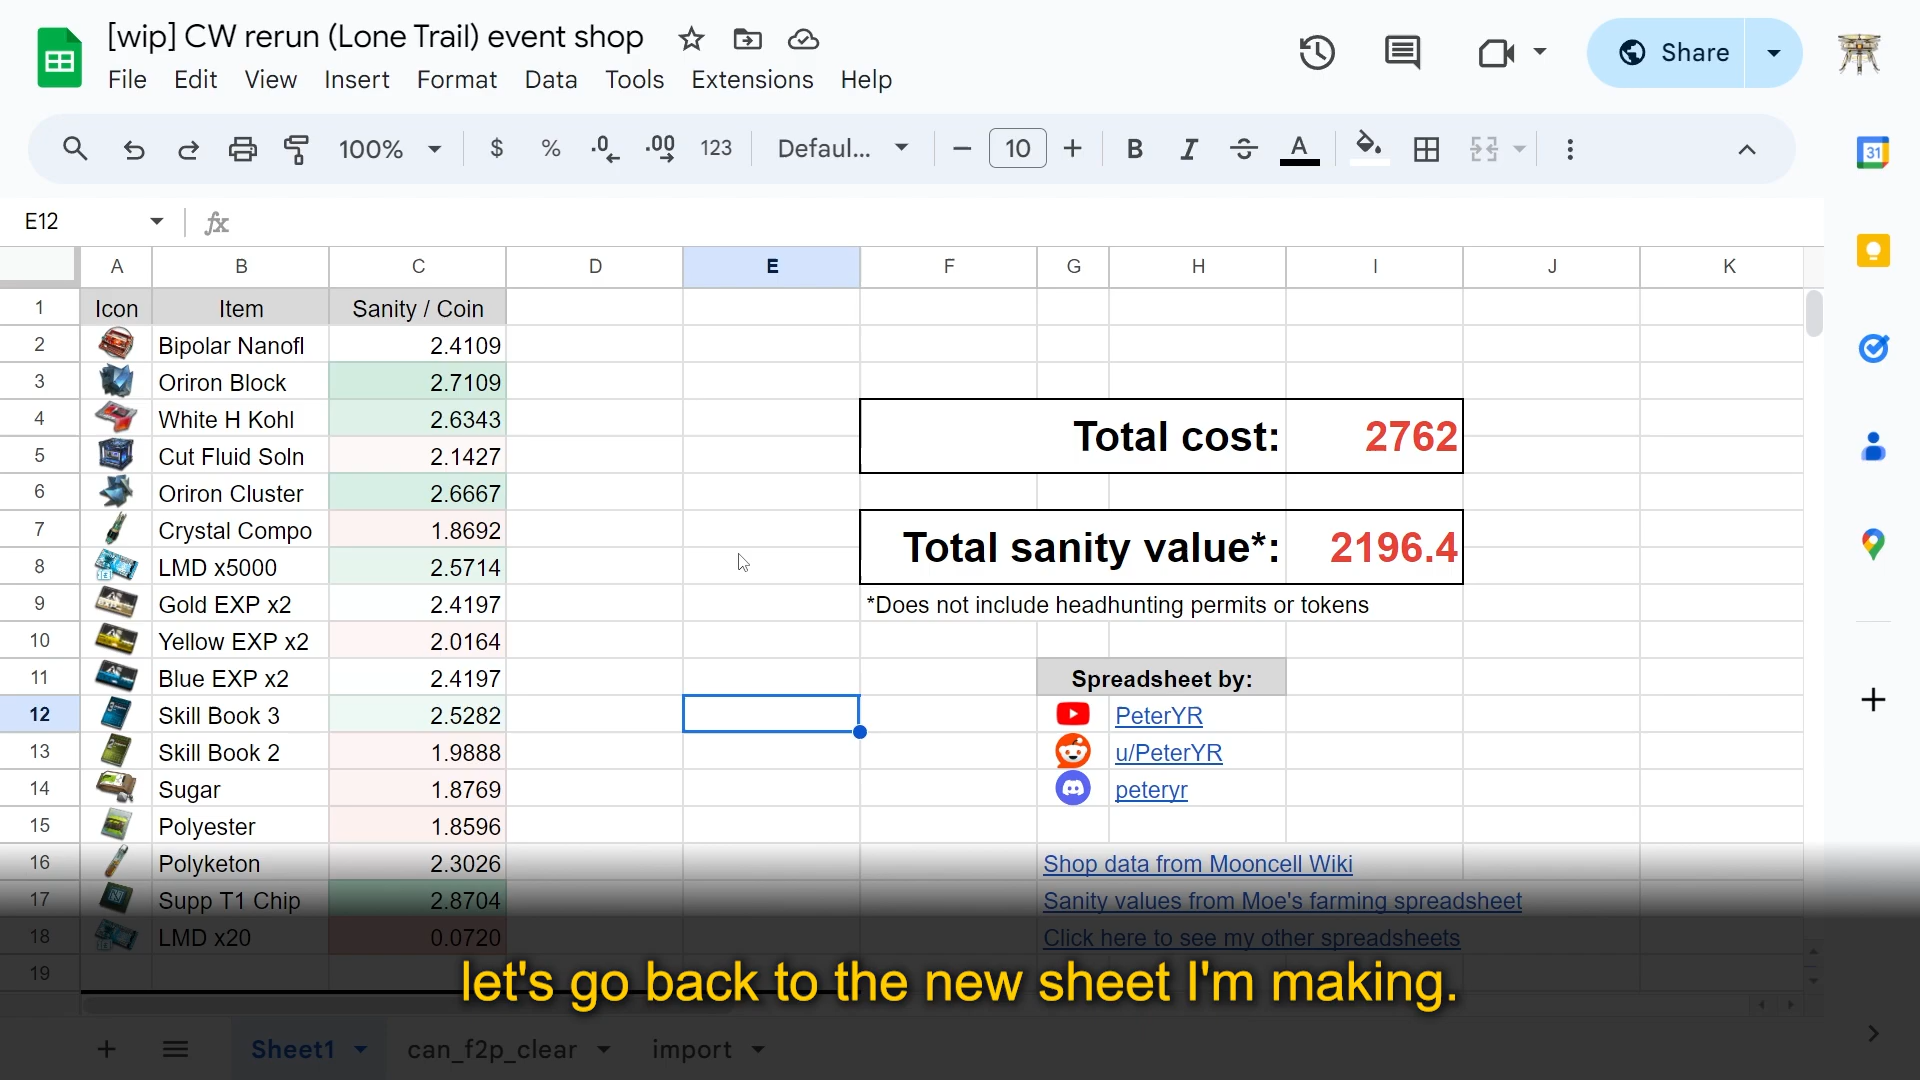 [wip] CW rerun (Lone Trail) event shop
File Edit View Insert Format Data Tools Extensions Help
Share
100% $ % .0 .00 123 Defaul... 10 B I A
31
E12 fx
A B C D E F G H I J K
1 Icon Item Sanity / Coin
2 Bipolar Nanofl 2.4109
3 Oriron Block 2.7109
4 White H Kohl 2.6343
Total cost: 2762
5 Cut Fluid Soln 2.1427
6 Oriron Cluster 2.6667
7 Crystal Compo 1.8692
Total sanity value*: 2196.4
8 LMD x5000 2.5714
9 Gold EXP x2 2.4197 *Does not include headhunting permits or tokens
10 Yellow EXP x2 2.0164
11 Blue EXP x2 2.4197 Spreadsheet by:
12 Skill Book 3 2.5282 PeterYR
13 Skill Book 2 1.9888 u/PeterYR
14 Sugar 1.8769 peteryr
15 Polyester 1.8596
16 Polyketon 2.3026 Shop data from Mooncell Wiki
17 Supp T1 Chip 2.8704 Sanity values from Moe's farming spreadsheet
18 LMD x20 0.0720 Click here to see my other spreadsheets
19
let's go back to the new sheet I'm making.
Sheet1 can_f2p_clear import